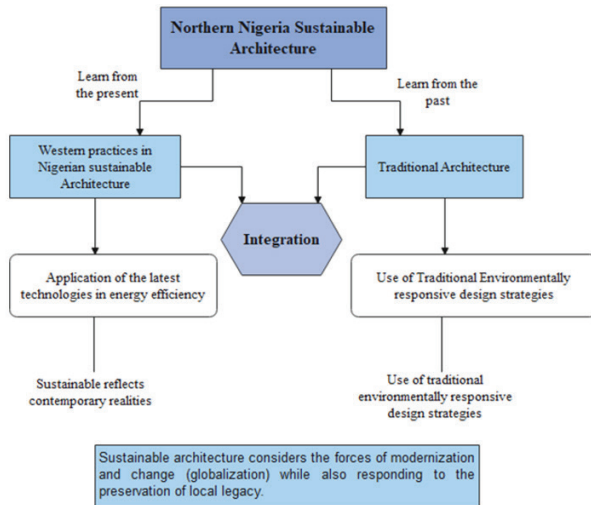 Northern Nigeria Sustainable
Architecture
Learn from
the present
Learn from the
past
Western practices in
Nigerian sustainable
Architecture
Traditional Architecture
Integration
Application of the latest
technologies in energy efficiency
Use of Traditional Environmentally
responsive design strategies
Sustainable reflects
contemporary realities
Use of traditional
environmentally responsive
design strategies
Sustainable architecture considers the forces of modernization
and change (globalization) while also responding to the
preservation of local legacy.